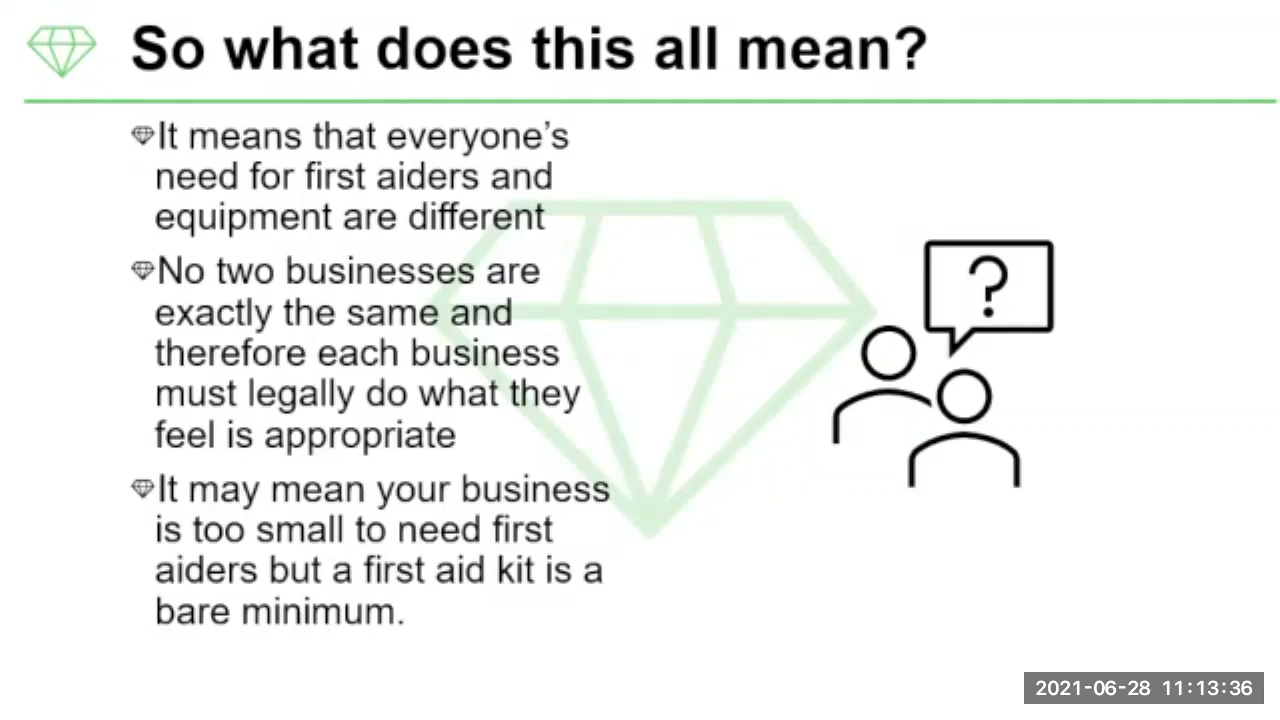 So what does this all mean?
It means that everyone's
need for first aiders and
equipment are different
No two businesses are
exactly the same and
therefore each business
must legally do what they
feel is appropriate
It may mean your business
is too small to need first
aiders but a first aid kit is a
bare minimum.
?
2021-06-28 11:13:36